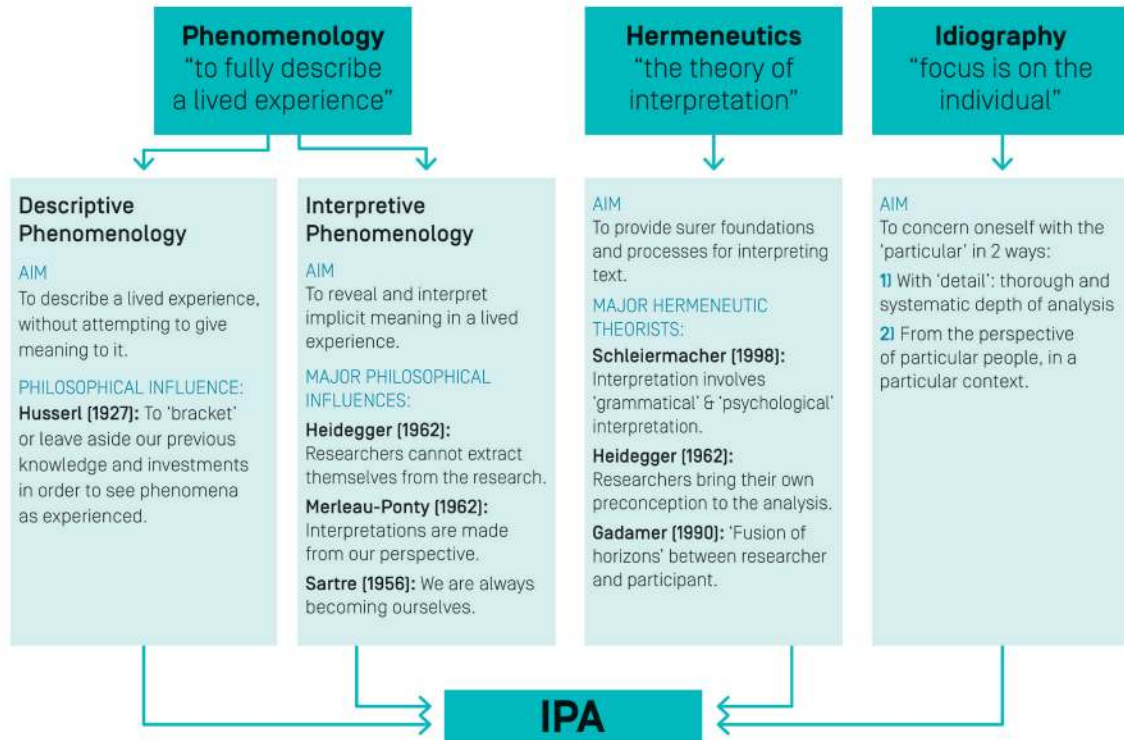 Phenomenology
“to fully describe
a lived experience”
Hermeneutics
“the theory of
interpretation”
Idiography
“focus is on the
individual”
Descriptive
Phenomenology
AIM
To describe a lived experience,
without attempting to give
meaning to it.
PHILOSOPHICAL INFLUENCE:
Husserl [1927]: To ‘bracket’
or leave aside our previous
knowledge and investments
in order to see phenomena
as experienced.
Interpretive
Phenomenology
AIM
To reveal and interpret
implicit meaning in a lived
experience.
MAJOR PHILOSOPHICAL
INFLUENCES:
Heidegger [1962]:
Researchers cannot extract
themselves from the research.
Merleau-Ponty [1962]:
Interpretations are made
from our perspective.
Sartre [1956]: We are always
becoming ourselves.
AIM
To provide surer foundations
and processes for interpreting
text.
MAJOR HERMENEUTIC
THEORISTS:
Schleiermacher [1998]:
Interpretation involves
‘grammatical’ & ‘psychological’
interpretation.
Heidegger [1962]:
Researchers bring their own
preconception to the analysis.
Gadamer [1990]: ‘Fusion of
horizons’ between researcher
and participant.
AIM
To concern oneself with the
‘particular’ in 2 ways:
1] With ‘detail’: thorough and
systematic depth of analysis
2] From the perspective
of particular people, in a
particular context.
IPA